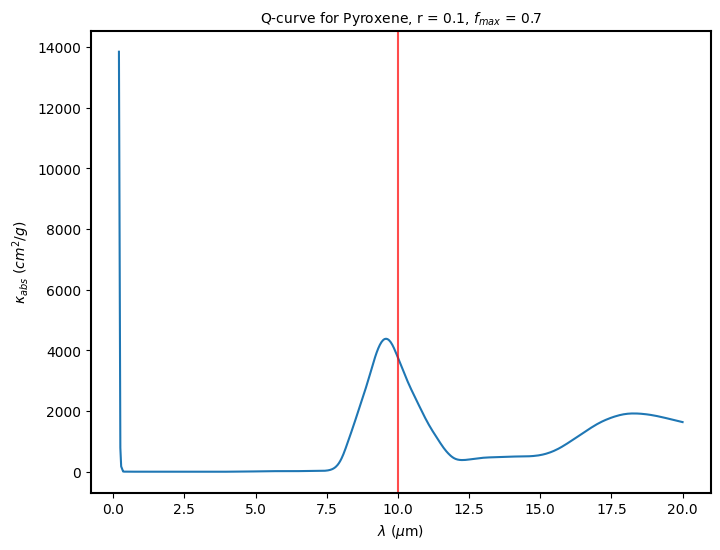 Q-curve for Pyroxene, r = 0.1, f_max = 0.7
14000
12000
10000
8000
6000
4000
2000
0
κ_abs (cm²/g)
0.0 2.5 5.0 7.5 10.0 12.5 15.0 17.5 20.0
λ (μm)